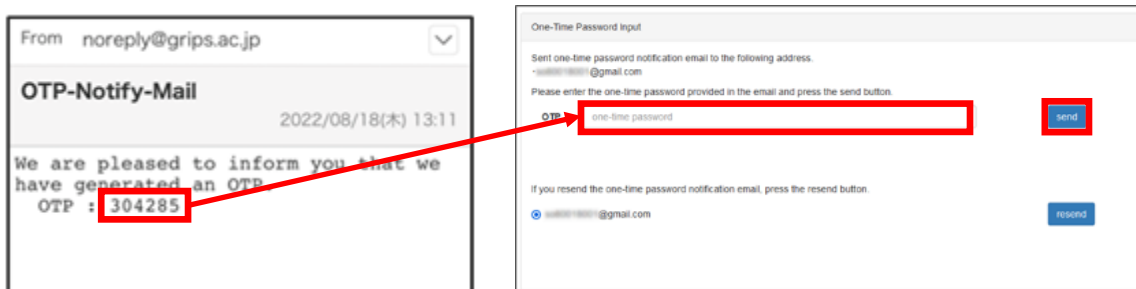 From noreply@grips.ac.jp
OTP-Notify-Mail
2022/08/18(木) 13:11
We are pleased to inform you that we
have generated an OTP.
OTP : 304285
One-Time Password Input
Sent one-time password notification email to the following address.
@gmail.com
Please enter the one-time password provided in the email and press the send button.
OTP one-time password send
If you resend the one-time password notification email, press the resend button.
@gmail.com resend